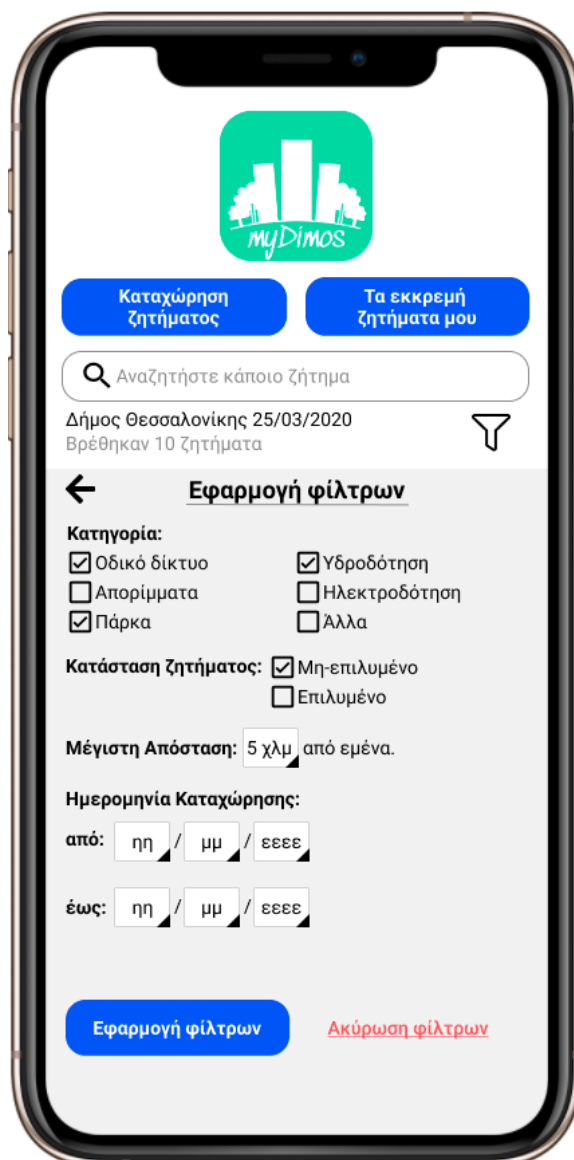 myDimos
Καταχώρηση
ζητήματος
Τα εκκρεμή
ζητήματα μου
Αναζητήστε κάποιο ζήτημα
Δήμος Θεσσαλονίκης 25/03/2020
Βρέθηκαν 10 ζητήματα
Εφαρμογή φίλτρων
Κατηγορία:
Οδικό δίκτυο Υδροδότηση
Απορίμματα Ηλεκτροδότηση
Πάρκα Άλλα
Κατάσταση ζητήματος: Μη-επιλυμένο
Επιλυμένο
Μέγιστη Απόσταση: 5 χλμ από εμένα.
Ημερομηνία Καταχώρησης:
από: ηη / μμ / εεεε
έως: ηη / μμ / εεεε
Εφαρμογή φίλτρων Ακύρωση φίλτρων